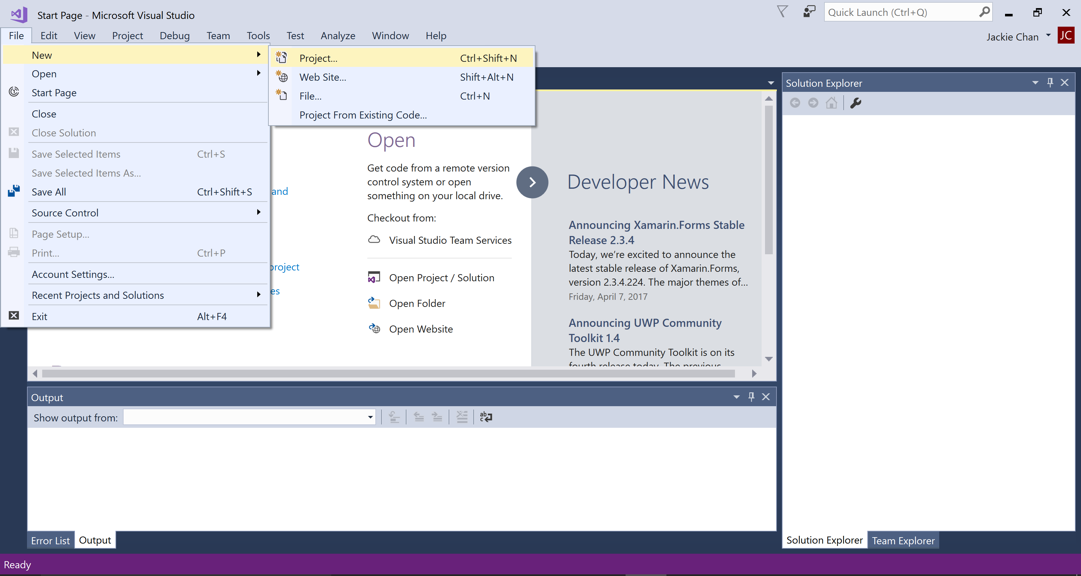 Start Page - Microsoft Visual Studio
Quick Launch (Ctrl+Q)
File Edit View Project Debug Team Tools Test Analyze Window Help
Jackie Chan JC
New
Open
Start Page
Close
Close Solution
Save Selected Items Ctrl+S
Save Selected Items As...
Save All Ctrl+Shift+S
Source Control
Page Setup...
Print... Ctrl+P
Account Settings...
Recent Projects and Solutions
Exit Alt+F4
Project... Ctrl+Shift+N
Web Site... Shift+Alt+N
File... Ctrl+N
Project From Existing Code...
and
project
es
Open
Get code from a remote version
control system or open
something on your local drive.
Checkout from:
Visual Studio Team Services
Open Project / Solution
Open Folder
Open Website
Developer News
Announcing Xamarin.Forms Stable
Release 2.3.4
Today, we're excited to announce the
latest stable release of Xamarin.Forms,
version 2.3.4.224. The major themes of...
Friday, April 7, 2017
Announcing UWP Community
Toolkit 1.4
The UWP Community Toolkit is on its
fourth release today. The previous
Solution Explorer
Output
Show output from:
Error List Output
Solution Explorer Team Explorer
Ready